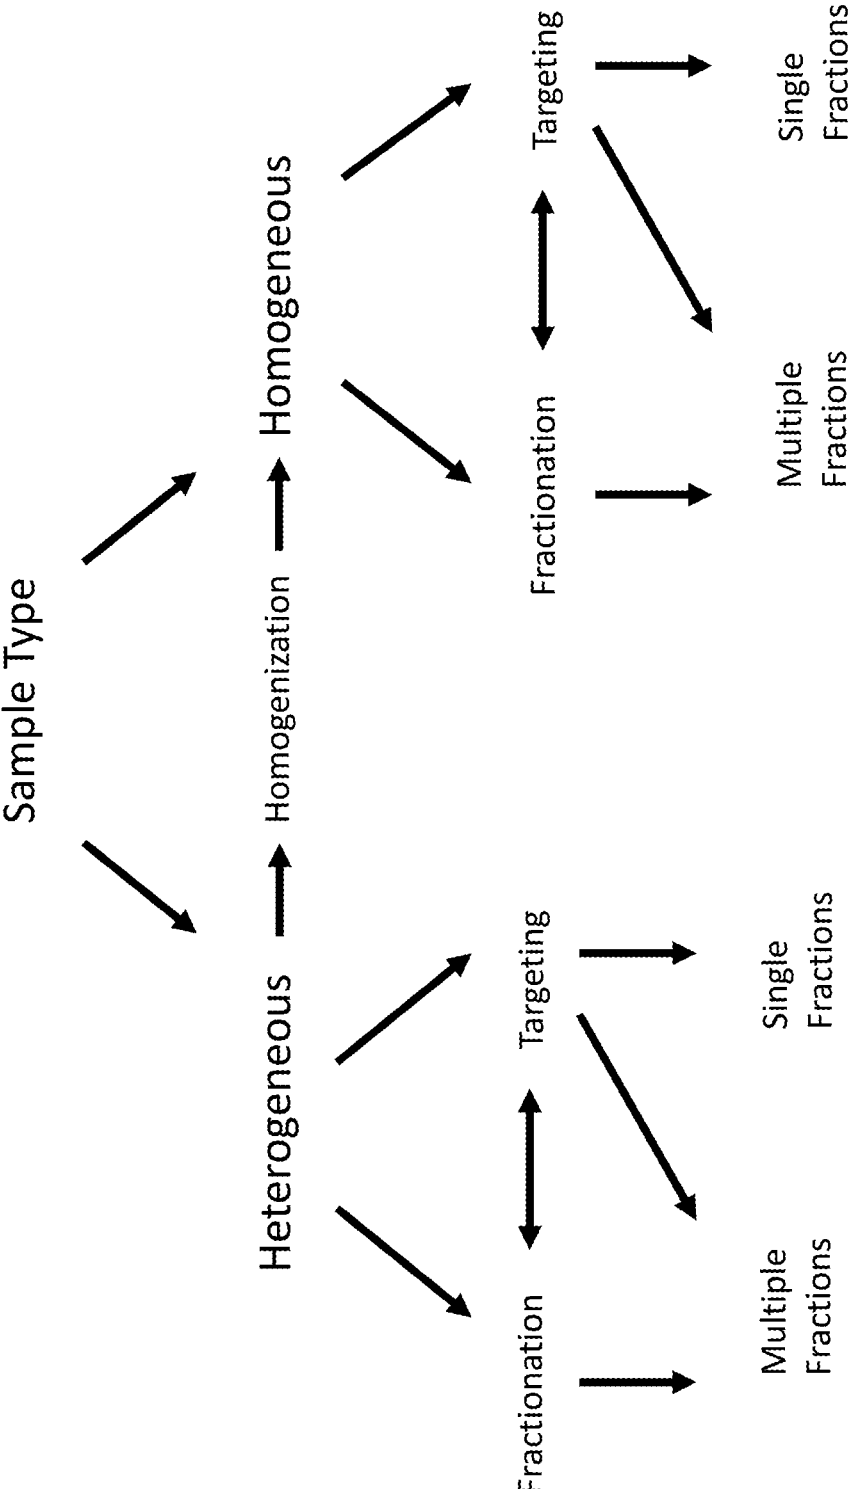 Sample Type
Heterogeneous
Homogenization
Homogeneous
Fractionation
Targeting
Fractionation
Targeting
Multiple
Fractions
Single
Fractions
Multiple
Fractions
Single
Fractions